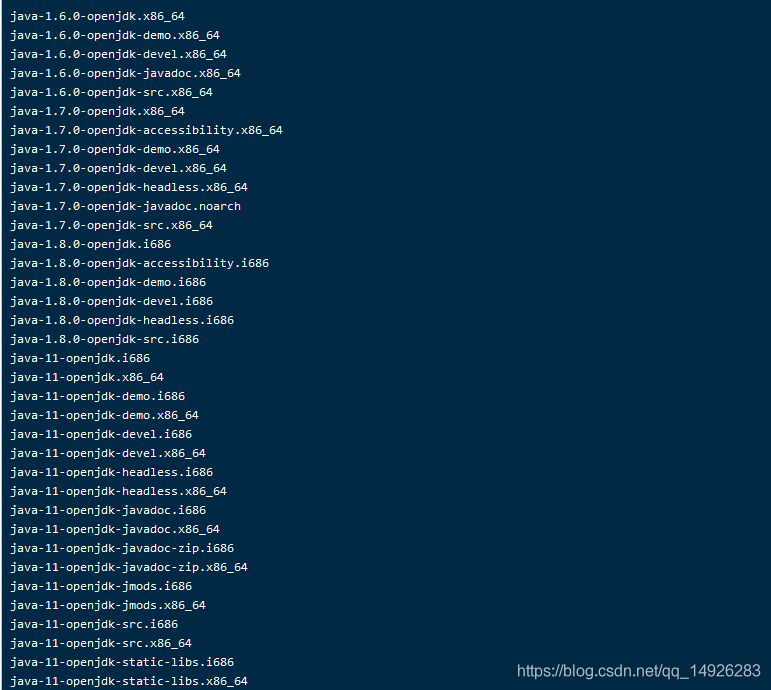 java-1.6.0-openjdk.x86_64
java-1.6.0-openjdk-demo.x86_64
java-1.6.0-openjdk-devel.x86_64
java-1.6.0-openjdk-javadoc.x86_64
java-1.6.0-openjdk-src.x86_64
java-1.7.0-openjdk.x86_64
java-1.7.0-openjdk-accessibility.x86_64
java-1.7.0-openjdk-demo.x86_64
java-1.7.0-openjdk-devel.x86_64
java-1.7.0-openjdk-headless.x86_64
java-1.7.0-openjdk-javadoc.noarch
java-1.7.0-openjdk-src.x86_64
java-1.8.0-openjdk.i686
java-1.8.0-openjdk-accessibility.i686
java-1.8.0-openjdk-demo.i686
java-1.8.0-openjdk-devel.i686
java-1.8.0-openjdk-headless.i686
java-1.8.0-openjdk-src.i686
java-11-openjdk.i686
java-11-openjdk.x86_64
java-11-openjdk-demo.i686
java-11-openjdk-demo.x86_64
java-11-openjdk-devel.i686
java-11-openjdk-devel.x86_64
java-11-openjdk-headless.i686
java-11-openjdk-headless.x86_64
java-11-openjdk-javadoc.i686
java-11-openjdk-javadoc.x86_64
java-11-openjdk-javadoc-zip.i686
java-11-openjdk-javadoc-zip.x86_64
java-11-openjdk-jmods.i686
java-11-openjdk-jmods.x86_64
java-11-openjdk-src.i686
java-11-openjdk-src.x86_64
java-11-openjdk-static-libs.i686
java-11-openjdk-static-libs.x86_64
https://blog.csdn.net/qq_14926283